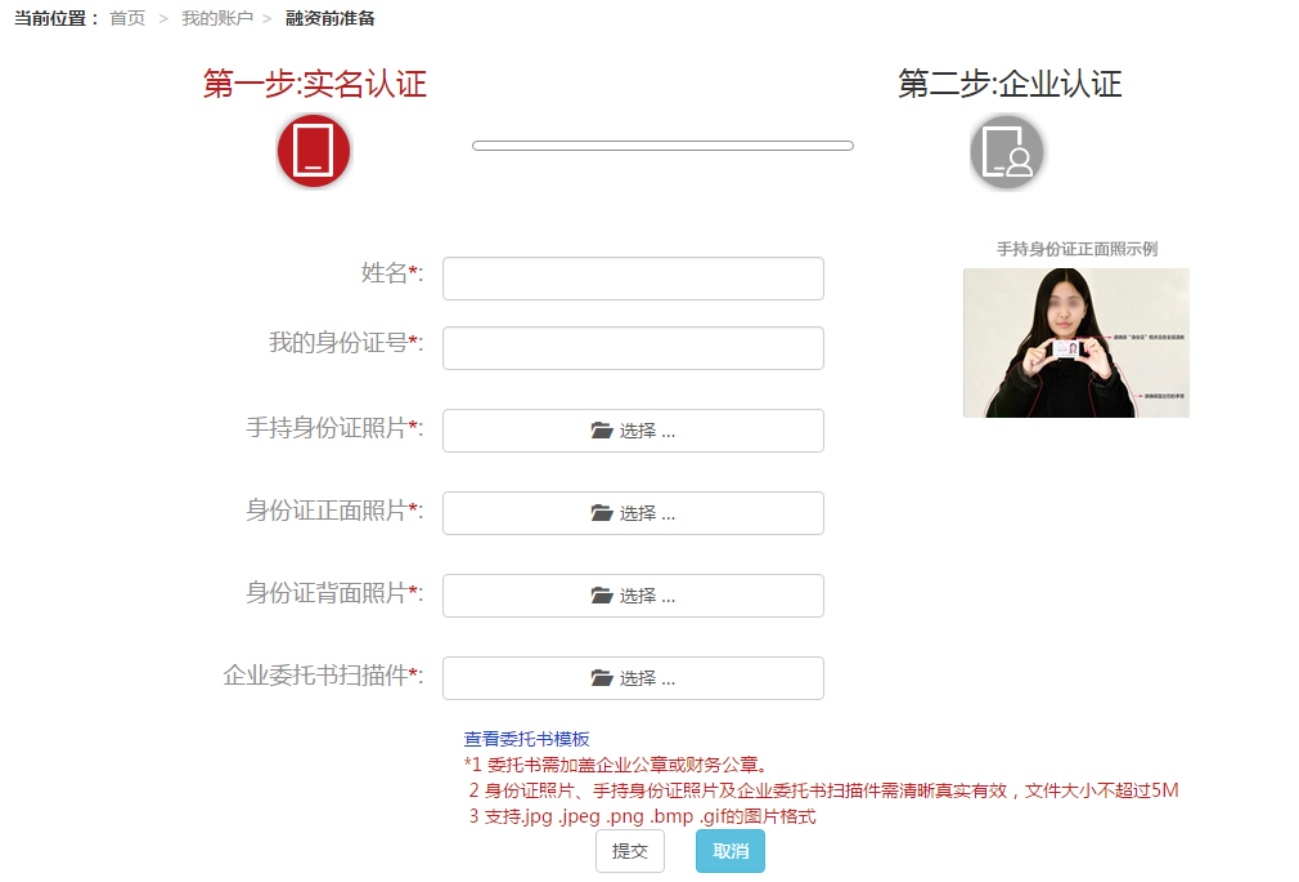 当前位置： 首页 > 我的账户 > 融资前准备
第一步:实名认证
第二步:企业认证
手持身份证正面照示例
姓名*:
我的身份证号*:
手持身份证照片*:
选择 ...
身份证正面照片*:
选择 ...
身份证背面照片*:
选择 ...
企业委托书扫描件*:
选择 ...
查看委托书模板
*1 委托书需加盖企业公章或财务公章。
2 身份证照片、手持身份证照片及企业委托书扫描件需清晰真实有效，文件大小不超过5M
3 支持.jpg .jpeg .png .bmp .gif的图片格式
提交
取消